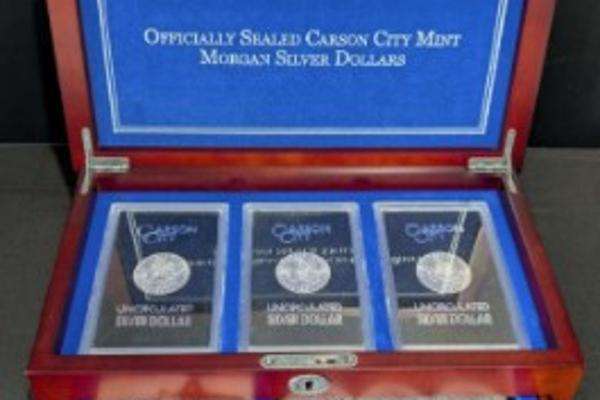 OFFICIALLY SEALED CARSON CITY MINT
MORGAN SILVER DOLLARS
CARSON
CITY
UNCIRCULATED
SILVER DOLLAR
CARSON
CITY
UNCIRCULATED
SILVER DOLLAR
CARSON
CITY
UNCIRCULATED
SILVER DOLLAR